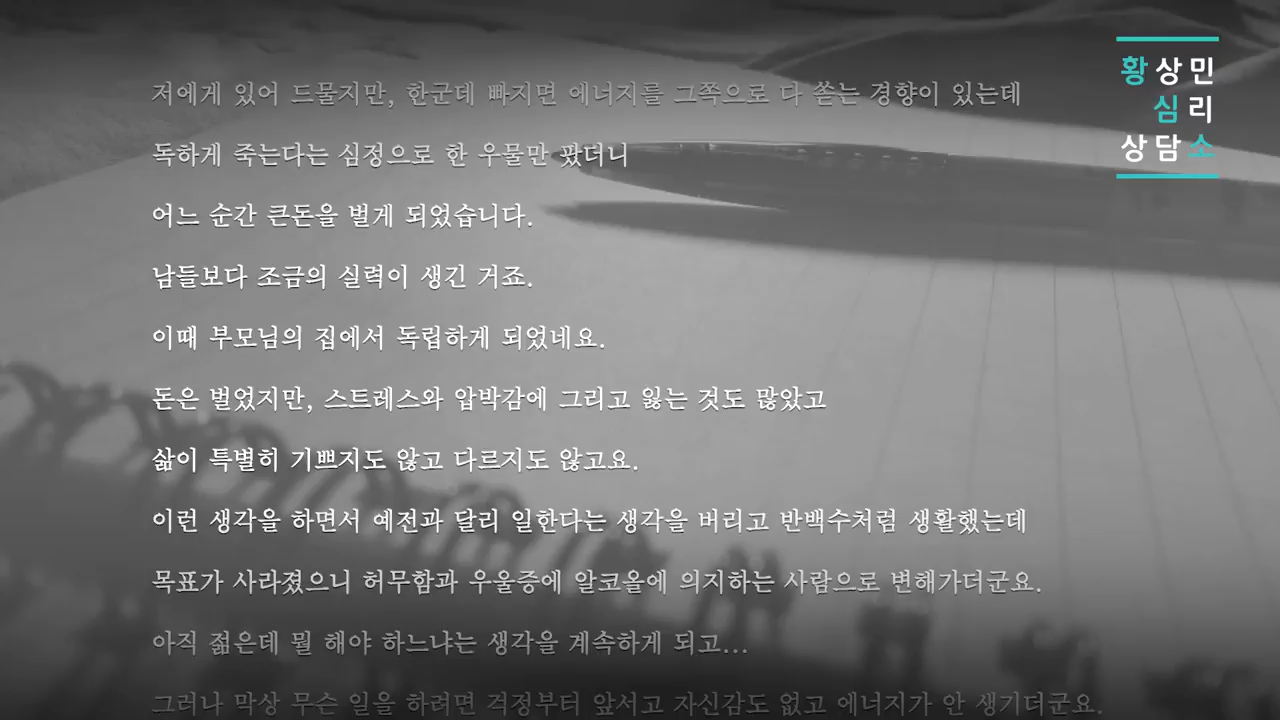 저에게 있어 드물지만, 한군데 빠지면 에너지를 그쪽으로 다 쏟는 경향이 있는데
독하게 죽는다는 심정으로 한 우물만 팠더니
어느 순간 큰돈을 벌게 되었습니다.
남들보다 조금의 실력이 생긴 거죠.
이때 부모님의 집에서 독립하게 되었네요.
돈은 벌었지만, 스트레스와 압박감에 그리고 잃는 것도 많았고
삶이 특별히 기쁘지도 않고 다르지도 않고요.
이런 생각을 하면서 예전과 달리 일한다는 생각을 버리고 반백수처럼 생활했는데
목표가 사라졌으니 허무함과 우울증에 알코올에 의지하는 사람으로 변해가더군요.
아직 젊은데 뭘 해야 하느냐는 생각을 계속하게 되고...
그러나 막상 무슨 일을 하려면 걱정부터 앞서고 자신감도 없고 에너지가 안 생기더군요.
황상민
심리
상담소